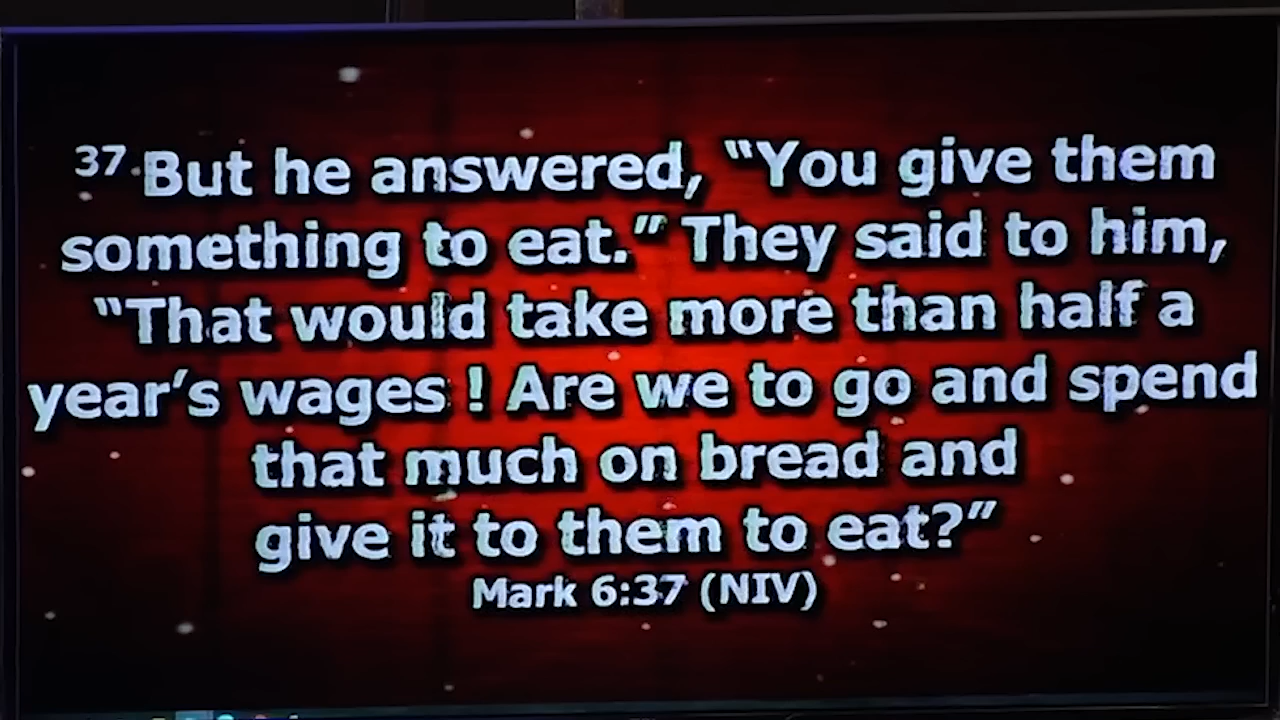 37.But he answered, “You give them
something to eat.” They said to him,
“That would take more than half a
year’s wages ! Are we to go and spend
that much on bread and
give it to them to eat?”
Mark 6:37 (NIV)